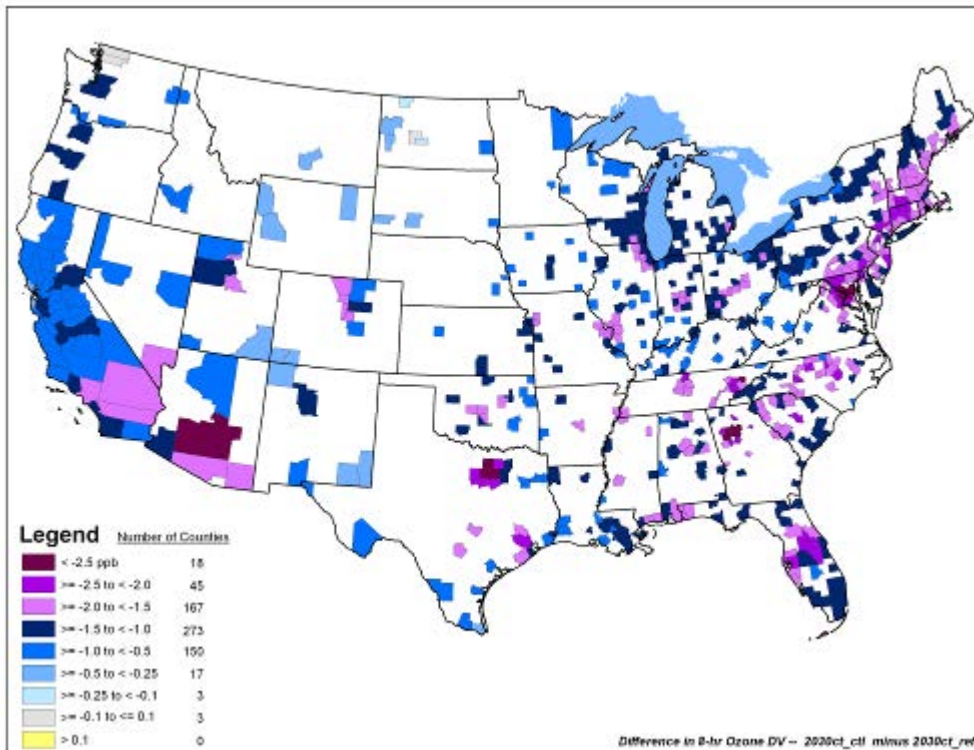 Legend Number of Counties
< -2.5 ppb 18
>= -2.5 to < -2.0 45
>= -2.0 to < -1.5 167
>= -1.5 to < -1.0 273
>= -1.0 to < -0.5 150
>= -0.5 to < -0.25 17
>= -0.25 to < -0.1 3
>= -0.1 to <= 0.1 3
> 0.1 0
Difference in 8-hr Ozone DV -- 2030ct_ctl minus 2030ct_ref